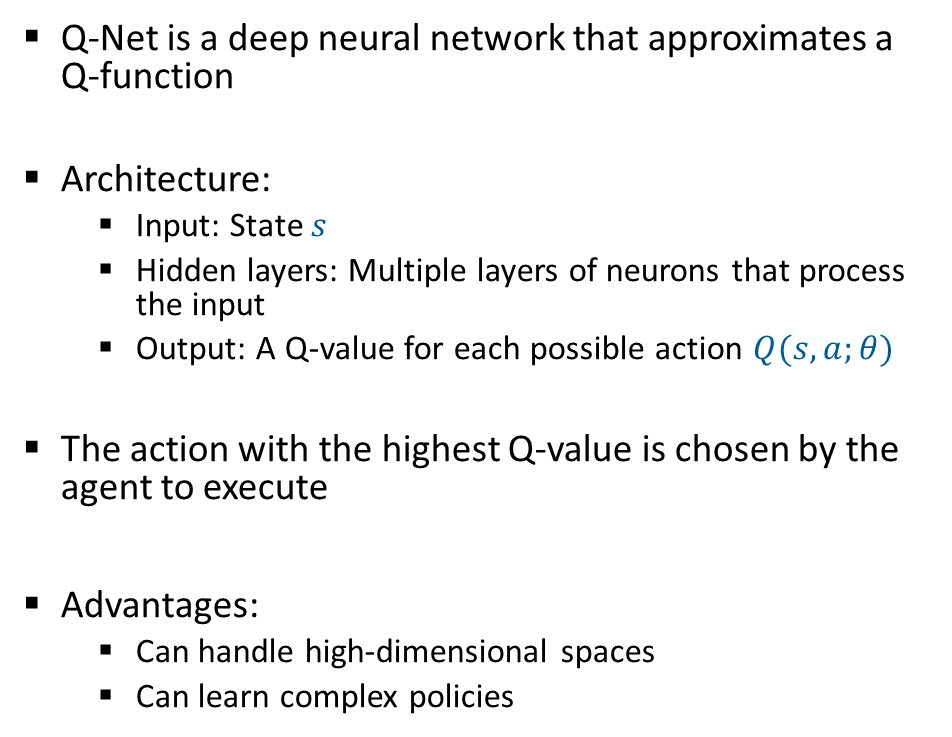 ▪ Q-Net is a deep neural network that approximates a
Q-function
▪ Architecture:
▪ Input: State s
▪ Hidden layers: Multiple layers of neurons that process
the input
▪ Output: A Q-value for each possible action Q(s, a; θ)
▪ The action with the highest Q-value is chosen by the
agent to execute
▪ Advantages:
▪ Can handle high-dimensional spaces
▪ Can learn complex policies